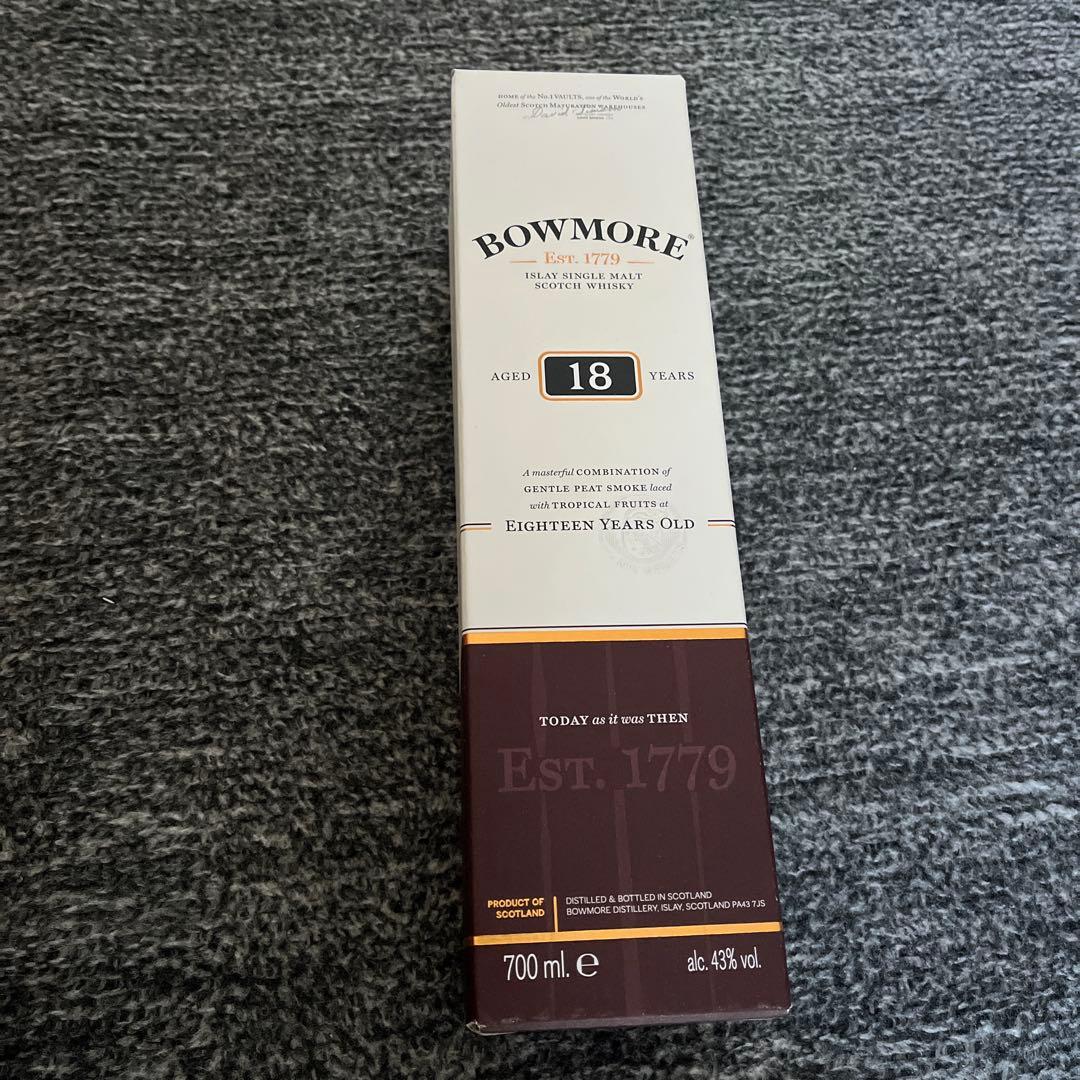 HOME of the No.1 VAULTS, one of the WORLD'S
Oldest SCOTCH MATURATION WAREHOUSES
BOWMORE®
EST. 1779
ISLAY SINGLE MALT
SCOTCH WHISKY
AGED 18 YEARS
A masterful COMBINATION of
GENTLE PEAT SMOKE laced
with TROPICAL FRUITS at
EIGHTEEN YEARS OLD
TODAY as it was THEN
EST. 1779
PRODUCT OF
SCOTLAND
DISTILLED & BOTTLED IN SCOTLAND
BOWMORE DISTILLERY, ISLAY, SCOTLAND PA43 7JS
700 ml. e
alc. 43% vol.